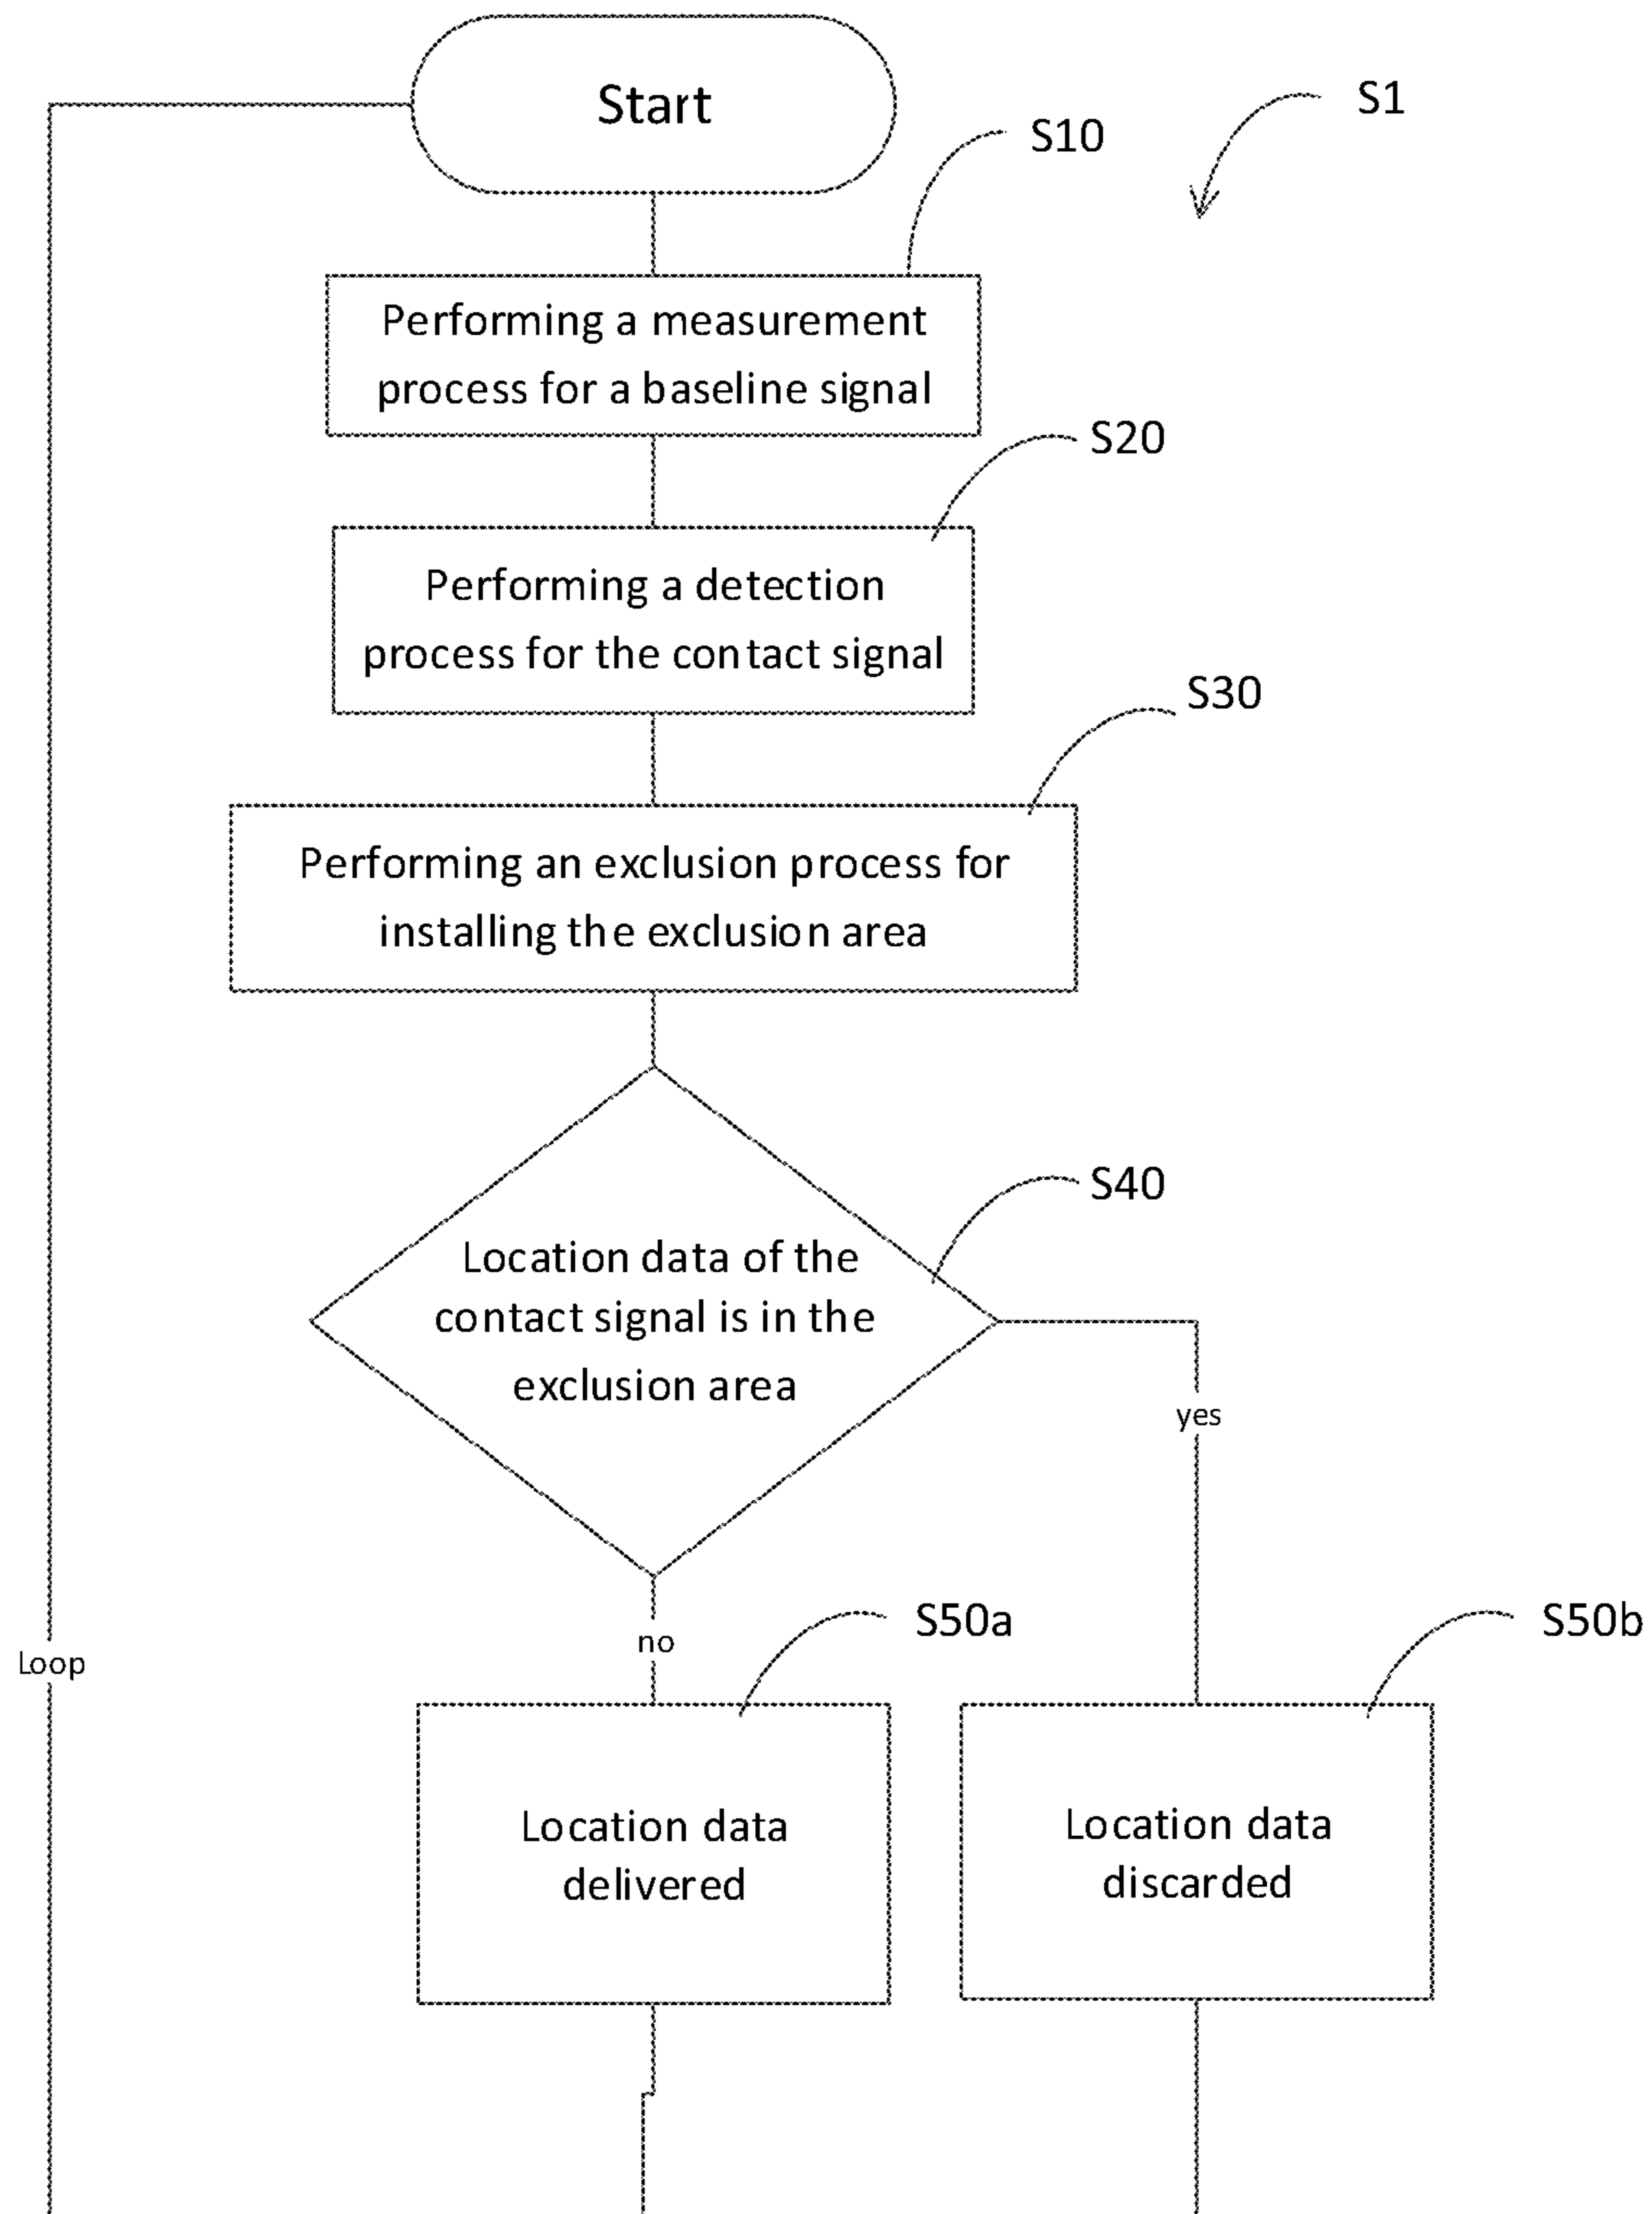 Start
S1
S10
Performing a measurement
process for a baseline signal
S20
Performing a detection
process for the contact signal
S30
Performing an exclusion process for
installing the exclusion area
S40
Location data of the
contact signal is in the
exclusion area
yes
no
Loop
S50a
S50b
Location data
delivered
Location data
discarded